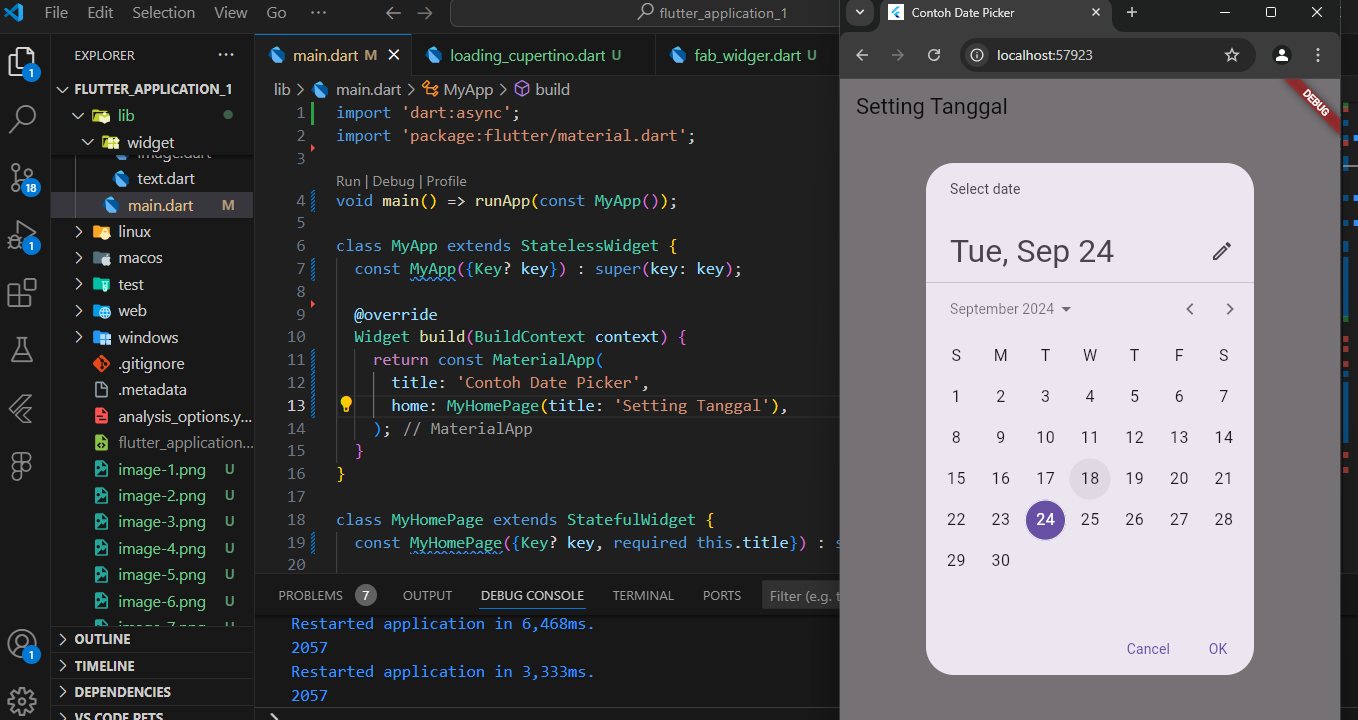 File Edit Selection View Go ··· flutter_application_1
EXPLORER ···
FLUTTER_APPLICATION_1
lib
widget
image.dart
text.dart
main.dart M
linux
macos
test
web
windows
.gitignore
.metadata
analysis_options.y...
flutter_application...
image-1.png U
image-2.png U
image-3.png U
image-4.png U
image-5.png U
image-6.png U
image-7.png U
OUTLINE
TIMELINE
DEPENDENCIES
VS CODE PETS
1
18
1
1
main.dart M loading_cupertino.dart U fab_widger.dart U
lib > main.dart > MyApp > build
1 import 'dart:async';
2 import 'package:flutter/material.dart';
3
Run | Debug | Profile
4 void main() => runApp(const MyApp());
5
6 class MyApp extends StatelessWidget {
7 const MyApp({Key? key}) : super(key: key);
8
9 @override
10 Widget build(BuildContext context) {
11 return const MaterialApp(
12 title: 'Contoh Date Picker',
13 home: MyHomePage(title: 'Setting Tanggal'),
14 ); // MaterialApp
15 }
16 }
17
18 class MyHomePage extends StatefulWidget {
19 const MyHomePage({Key? key, required this.title}) : s
20
PROBLEMS 7 OUTPUT DEBUG CONSOLE TERMINAL PORTS Filter (e.g. t
Restarted application in 6,468ms.
2057
Restarted application in 3,333ms.
2057
Contoh Date Picker
localhost:57923
Setting Tanggal
DEBUG
Select date
Tue, Sep 24
September 2024
S M T W T F S
1 2 3 4 5 6 7
8 9 10 11 12 13 14
15 16 17 18 19 20 21
22 23 24 25 26 27 28
29 30
Cancel OK